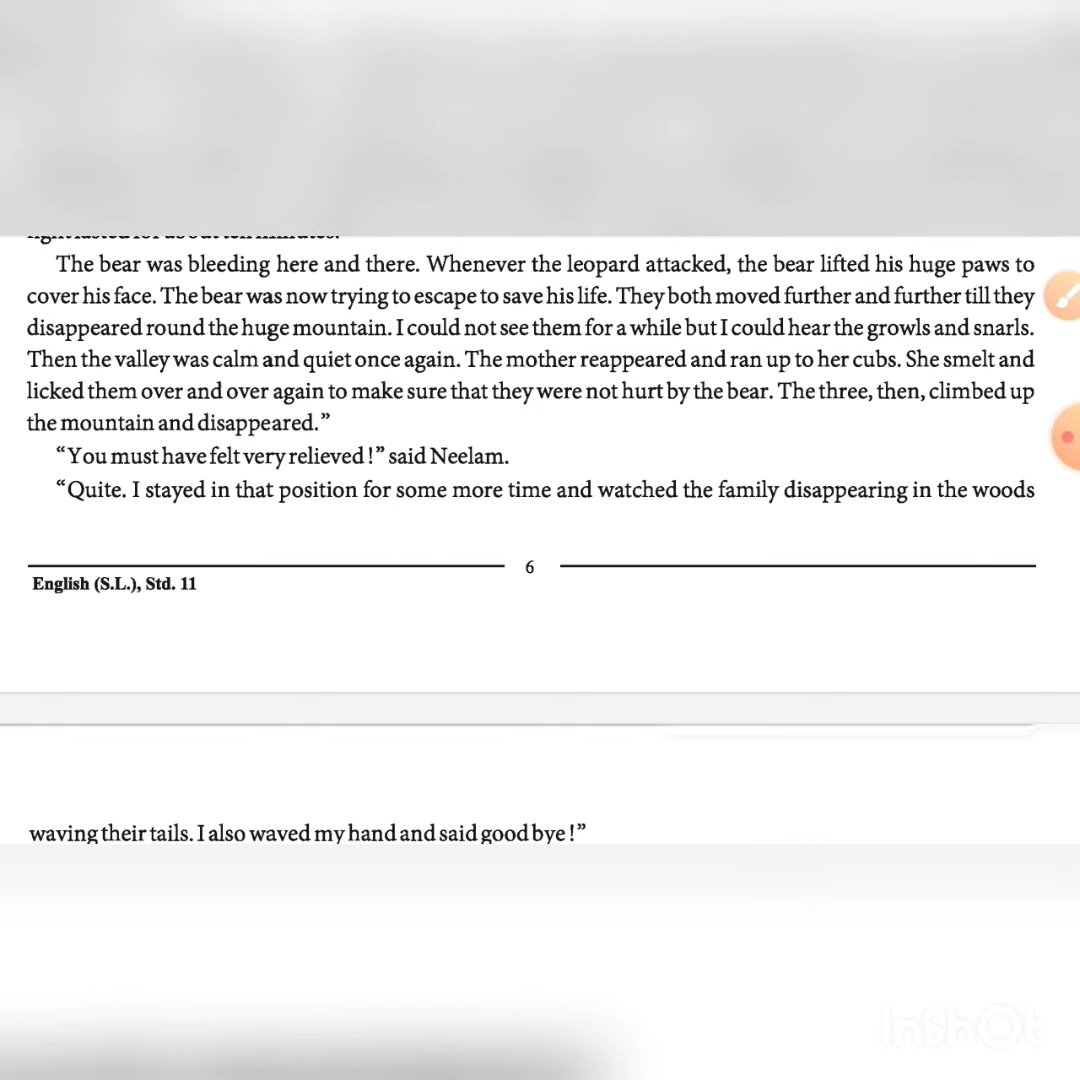 The bear was bleeding here and there. Whenever the leopard attacked, the bear lifted his huge paws to
cover his face. The bear was now trying to escape to save his life. They both moved further and further till they
disappeared round the huge mountain. I could not see them for a while but I could hear the growls and snarls.
Then the valley was calm and quiet once again. The mother reappeared and ran up to her cubs. She smelt and
licked them over and over again to make sure that they were not hurt by the bear. The three, then, climbed up
the mountain and disappeared.”
“You must have felt very relieved !” said Neelam.
“Quite. I stayed in that position for some more time and watched the family disappearing in the woods
6
English (S.L.), Std. 11
waving their tails. I also waved my hand and said good bye !”
InShOt